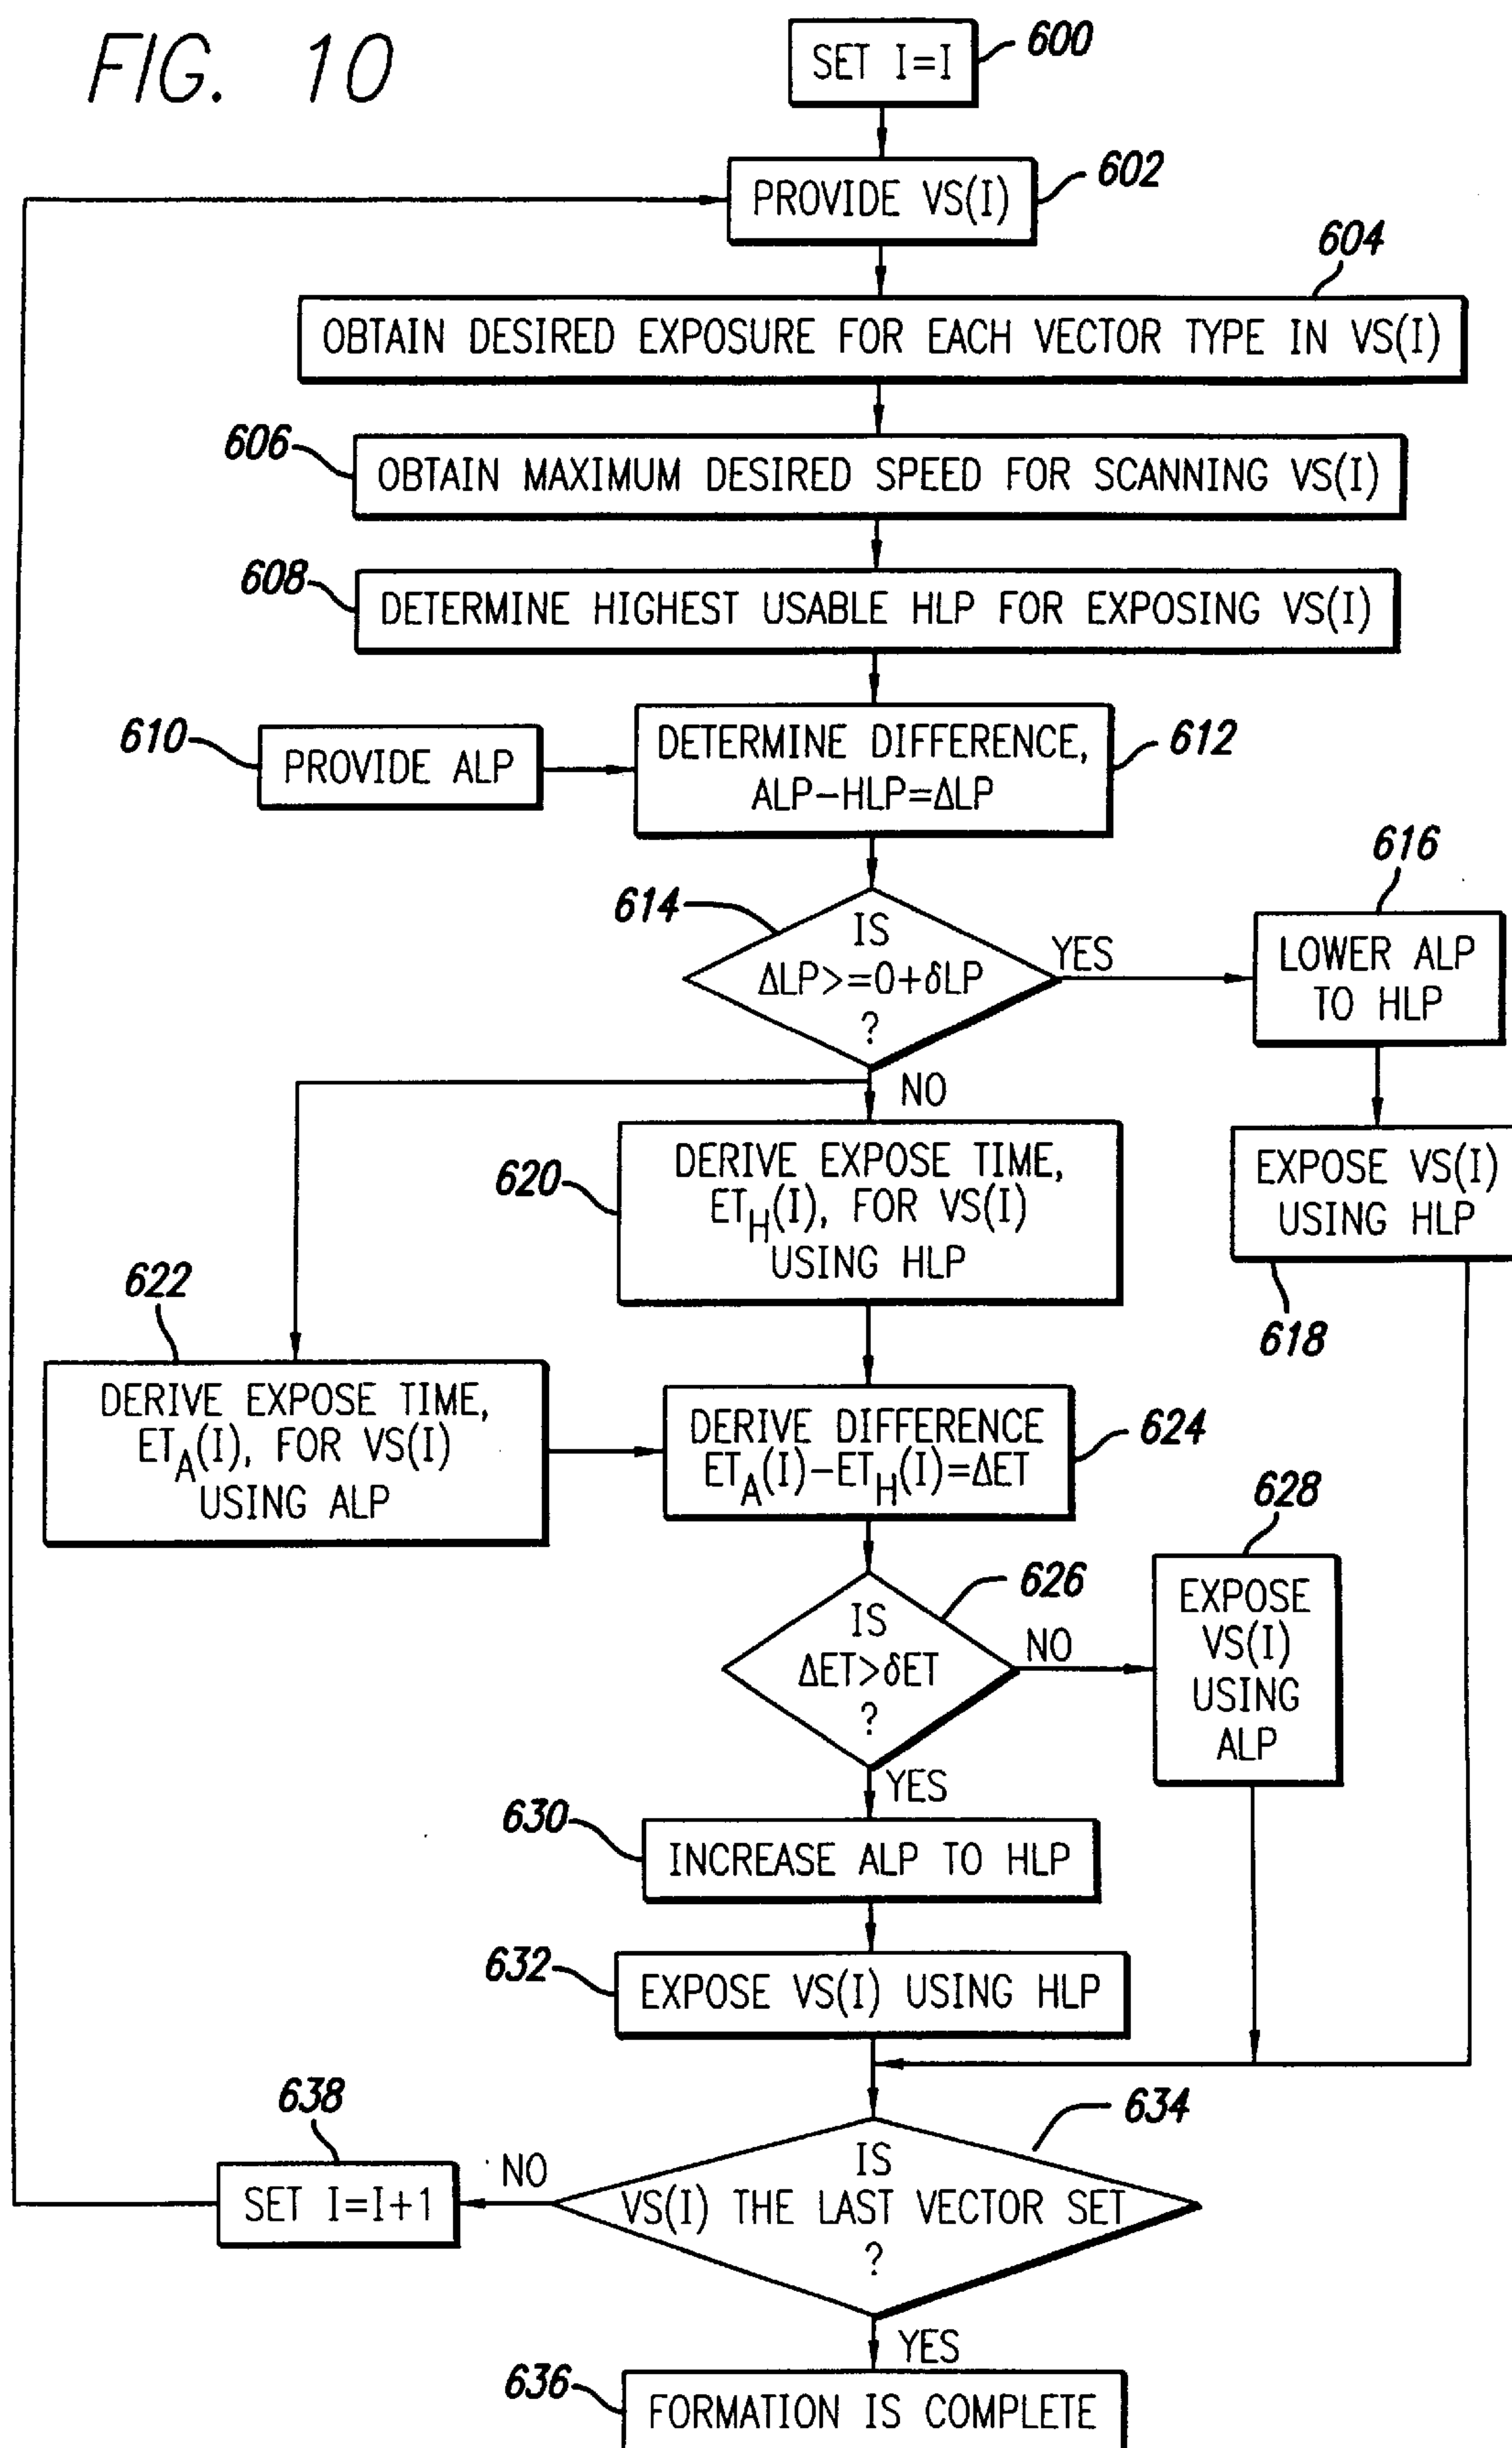 FIG. 10
SET I=I
600
PROVIDE VS(I)
602
604
OBTAIN DESIRED EXPOSURE FOR EACH VECTOR TYPE IN VS(I)
606
OBTAIN MAXIMUM DESIRED SPEED FOR SCANNING VS(I)
608
DETERMINE HIGHEST USABLE HLP FOR EXPOSING VS(I)
610
PROVIDE ALP
DETERMINE DIFFERENCE,
ALP-HLP=ΔLP
612
614
IS
ΔLP>=0+δLP
?
YES
616
LOWER ALP
TO HLP
NO
620
DERIVE EXPOSE TIME,
ET_H(I), FOR VS(I)
USING HLP
EXPOSE VS(I)
USING HLP
618
622
DERIVE EXPOSE TIME,
ET_A(I), FOR VS(I)
USING ALP
DERIVE DIFFERENCE
ET_A(I)-ET_H(I)=ΔET
624
626
IS
ΔET>δET
?
NO
628
EXPOSE
VS(I)
USING
ALP
YES
630
INCREASE ALP TO HLP
632
EXPOSE VS(I) USING HLP
634
IS
VS(I) THE LAST VECTOR SET
?
NO
638
SET I=I+1
YES
636
FORMATION IS COMPLETE